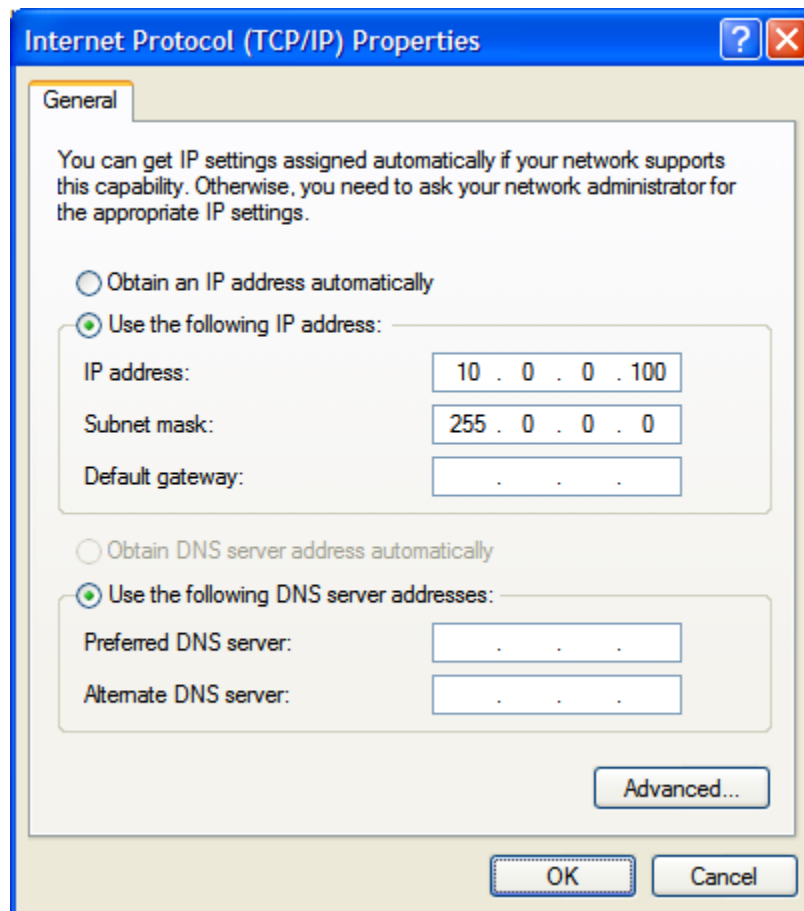 Internet Protocol (TCP/IP) Properties
General
You can get IP settings assigned automatically if your network supports
this capability. Otherwise, you need to ask your network administrator for
the appropriate IP settings.
Obtain an IP address automatically
Use the following IP address:
IP address: 10 . 0 . 0 . 100
Subnet mask: 255 . 0 . 0 . 0
Default gateway: . . .
Obtain DNS server address automatically
Use the following DNS server addresses:
Preferred DNS server: . . .
Alternate DNS server: . . .
Advanced...
OK Cancel